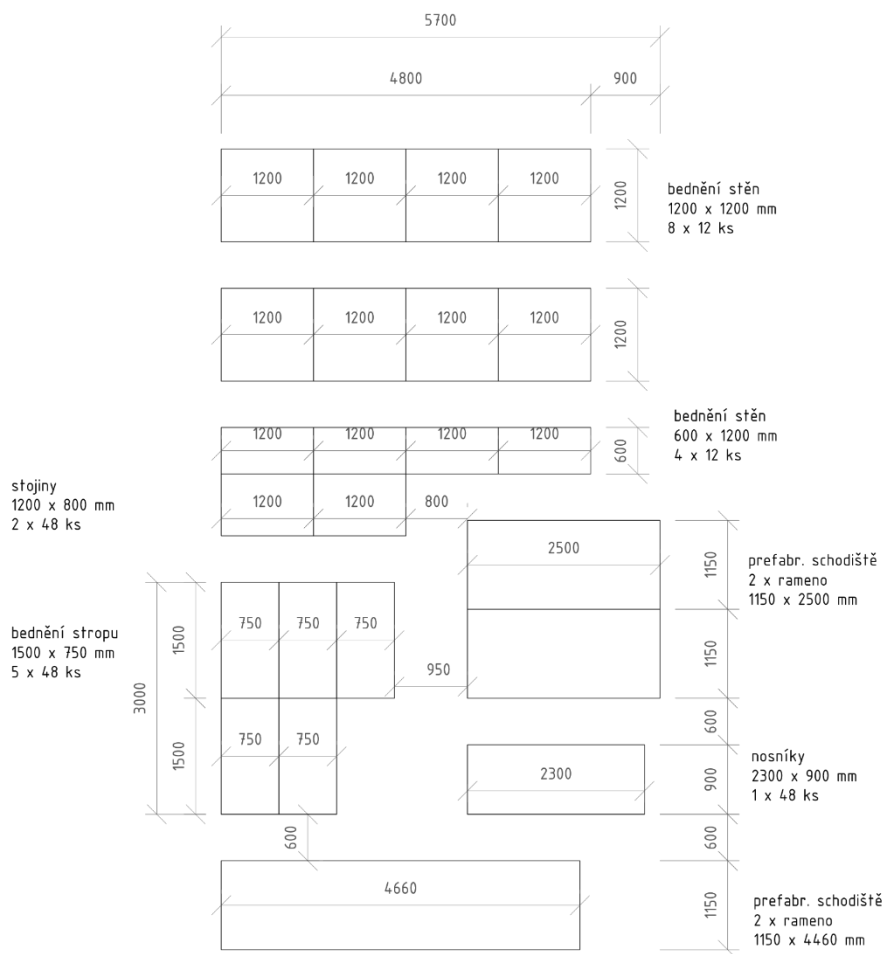 5700
4800 900
1200 1200 1200 1200 1200
bednění stěn
1200 x 1200 mm
8 x 12 ks
1200 1200 1200 1200 1200
1200 1200 1200 1200 600
bednění stěn
600 x 1200 mm
4 x 12 ks
stojiny
1200 x 800 mm
2 x 48 ks
1200 1200 800
2500 1150
prefabr. schodiště
2 x rameno
1150 x 2500 mm
bednění stropu
1500 x 750 mm
5 x 48 ks
3000 1500 750 750 750
950
1150
600
1500 750 750
2300 900
nosníky
2300 x 900 mm
1 x 48 ks
600 600
4660 1150
prefabr. schodiště
2 x rameno
1150 x 4460 mm